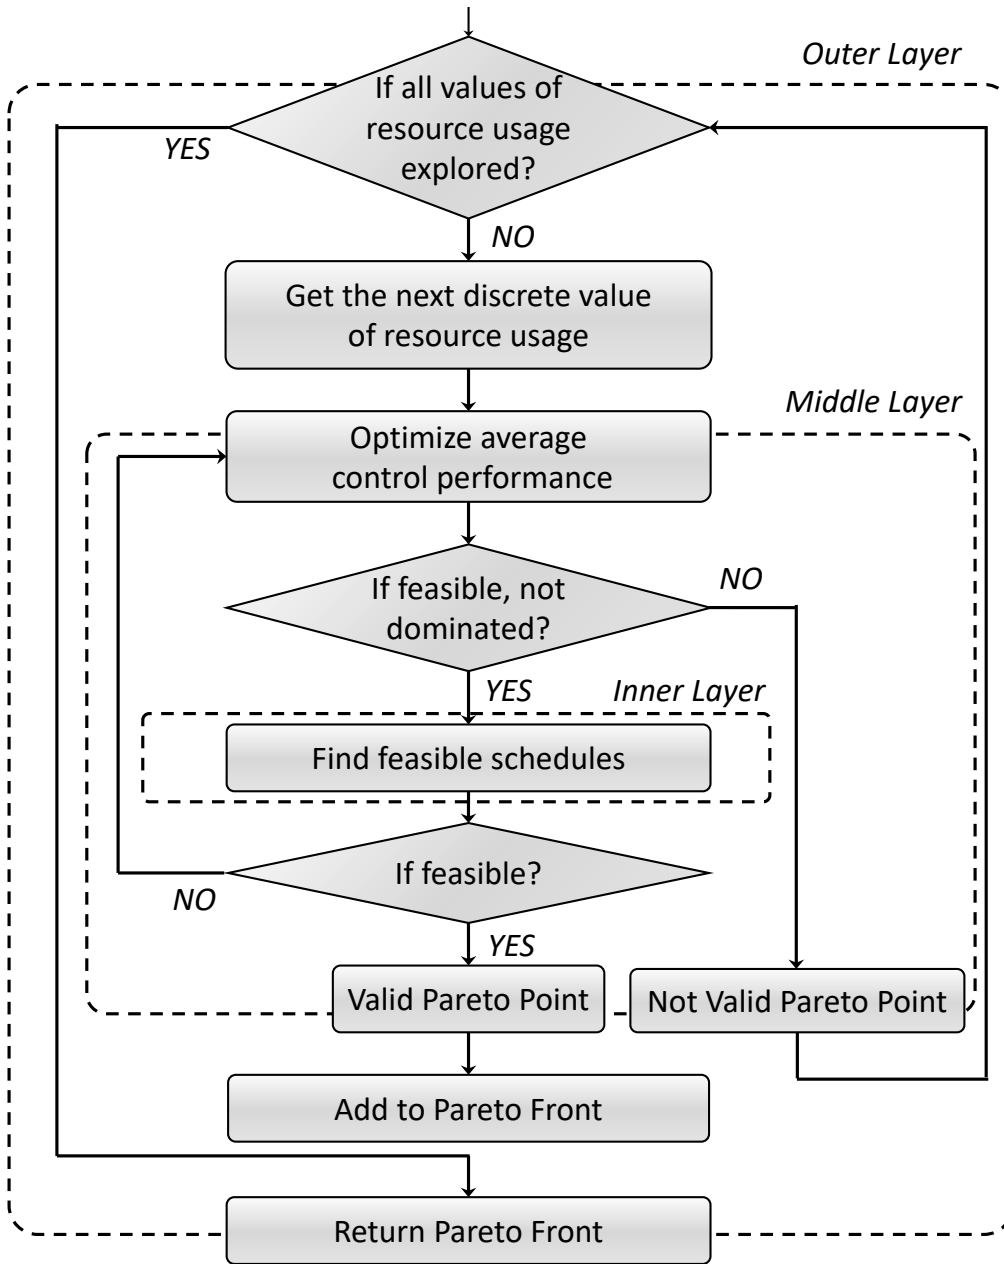 Outer Layer
If all values of
resource usage
explored?
YES
NO
Get the next discrete value
of resource usage
Middle Layer
Optimize average
control performance
If feasible, not
dominated?
NO
YES
Inner Layer
Find feasible schedules
If feasible?
NO
YES
Valid Pareto Point
Not Valid Pareto Point
Add to Pareto Front
Return Pareto Front